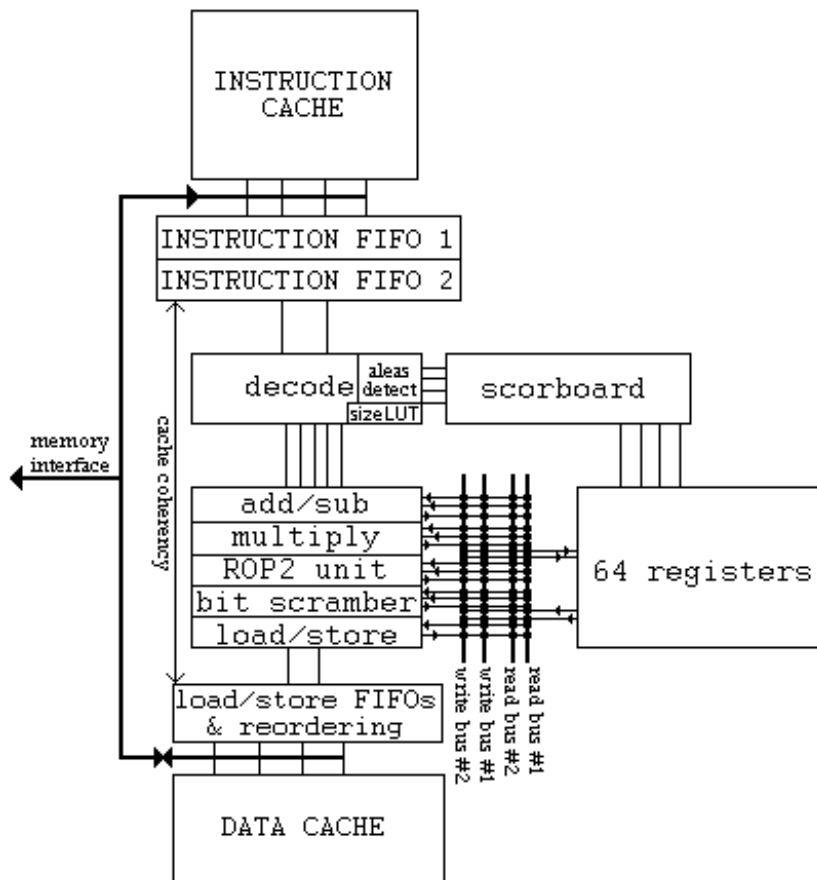 INSTRUCTION
CACHE
INSTRUCTION FIFO 1
INSTRUCTION FIFO 2
decode
aleas
detect
sizeLUT
scorboard
memory
interface
cache coherency
add/sub
multiply
ROP2 unit
bit scramber
load/store
64 registers
write bus #2
write bus #1
read bus #2
read bus #1
load/store FIFOs
& reordering
DATA CACHE